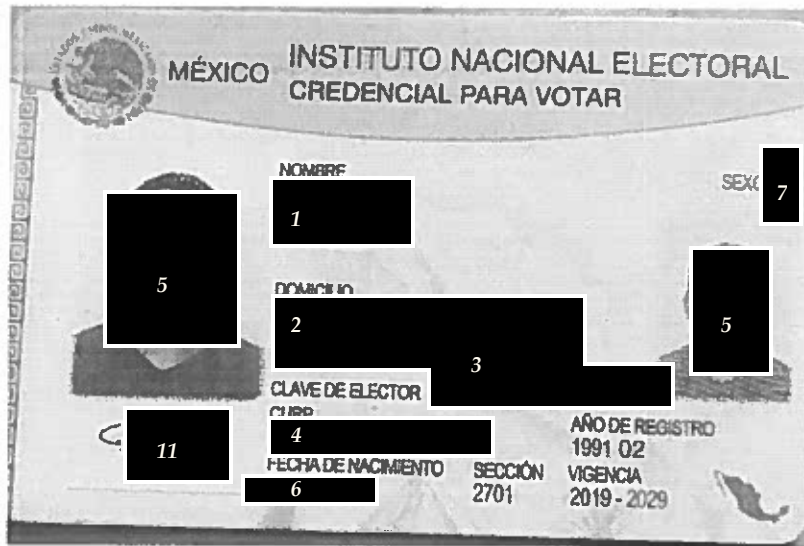 MÉXICO
INSTITUTO NACIONAL ELECTORAL
CREDENCIAL PARA VOTAR
NOMBRE
1
SEXO
7
5
DOMICILIO
2
3
5
CLAVE DE ELECTOR
CURP
4
AÑO DE REGISTRO
1991 02
11
FECHA DE NACIMIENTO
6
SECCIÓN
2701
VIGENCIA
2019 - 2029